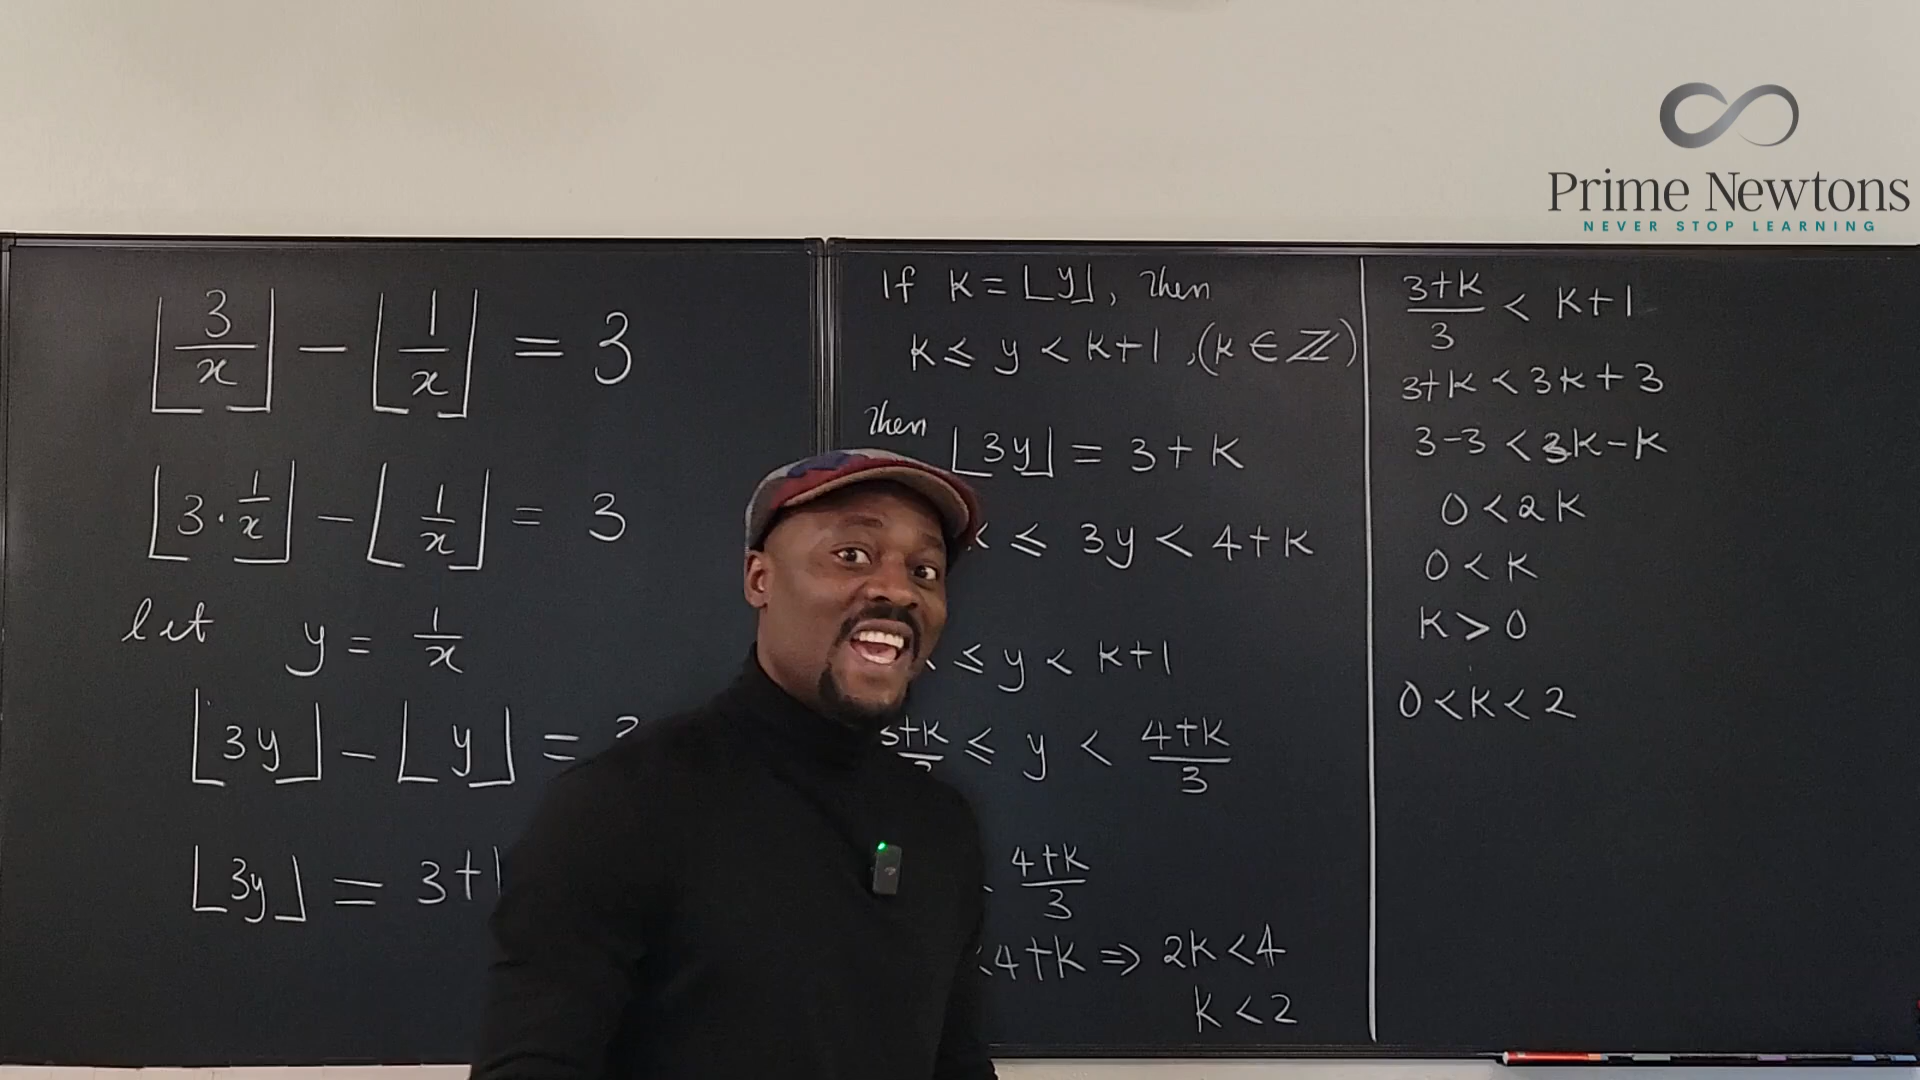 Prime Newtons
NEVER STOP LEARNING
⌊3/x⌋ − ⌊1/x⌋ = 3
⌊3·1/x⌋ − ⌊1/x⌋ = 3
let y = 1/x
⌊3y⌋ − ⌊y⌋ =
⌊3y⌋ = 3+
If k = ⌊y⌋, then
k ≤ y < k+1, (k ∈ ℤ)
Then ⌊3y⌋ = 3+k
≤ 3y < 4+k
≤ y < k+1
3+k/3 ≤ y < 4+k/3
4+k/3
<4+k ⇒ 2k<4
k<2
3+k/3 < k+1
3+k < 3k+3
3−3 < 3k−k
0 < 2k
0 < k
k > 0
0 < k < 2